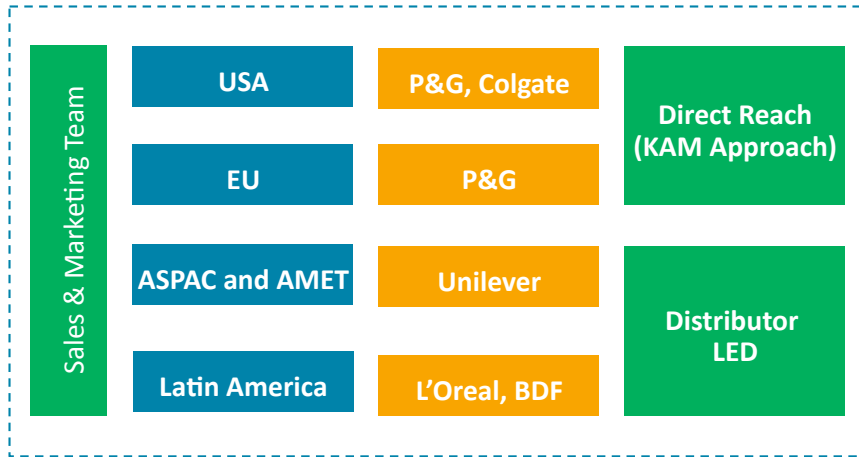 Sales & Marketing Team
USA
P&G, Colgate
Direct Reach
(KAM Approach)
EU
P&G
ASPAC and AMET
Unilever
Distributor
LED
Latin America
L'Oreal, BDF